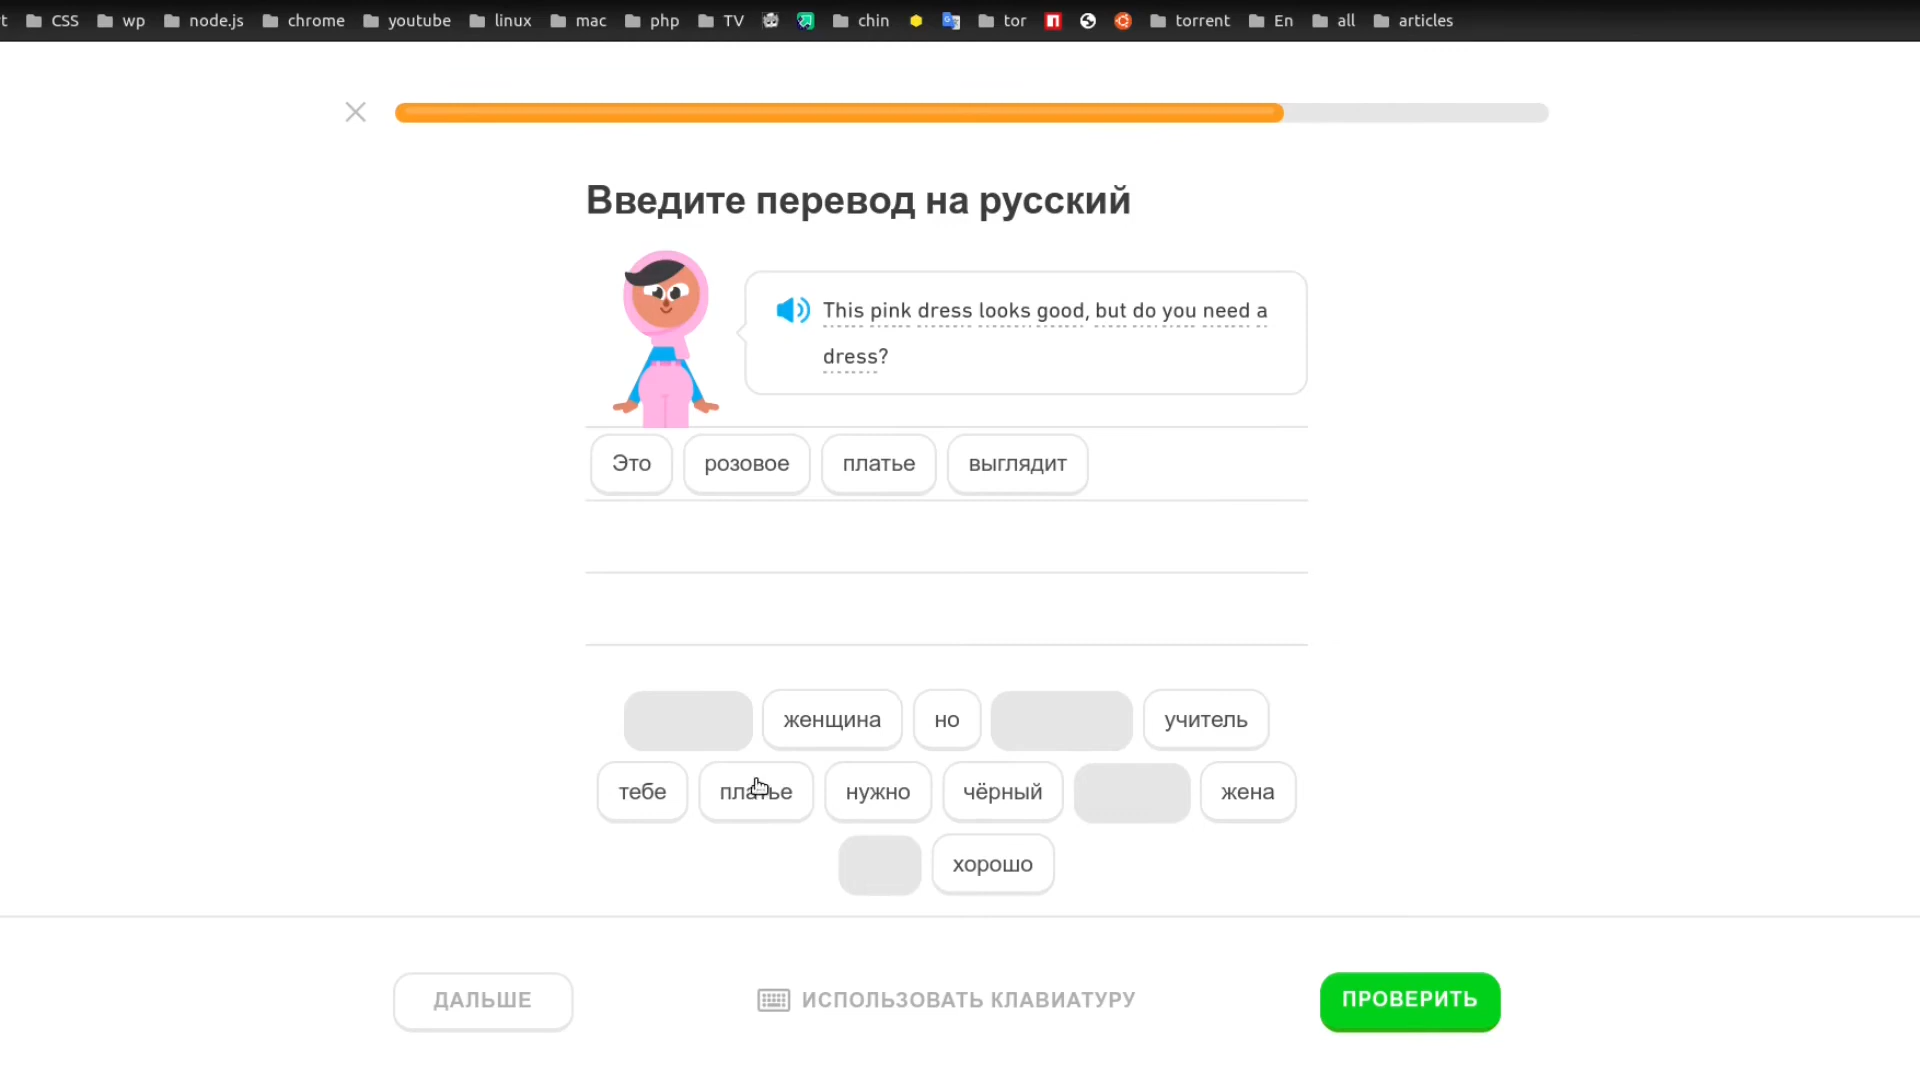 t CSS wp node.js chrome youtube linux mac php TV chin tor torrent En all articles
Введите перевод на русский
This pink dress looks good, but do you need a
dress?
Это розовое платье выглядит
женщина но учитель
тебе платье нужно чёрный жена
хорошо
ДАЛЬШЕ ИСПОЛЬЗОВАТЬ КЛАВИАТУРУ ПРОВЕРИТЬ